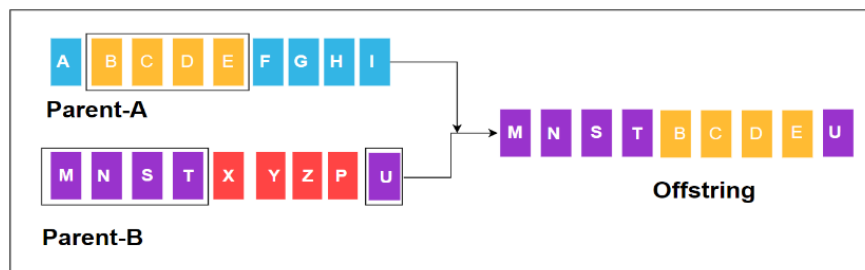 A B C D E F G H I
Parent-A
M N S T X Y Z P U
Parent-B
M N S T B C D E U
Offstring